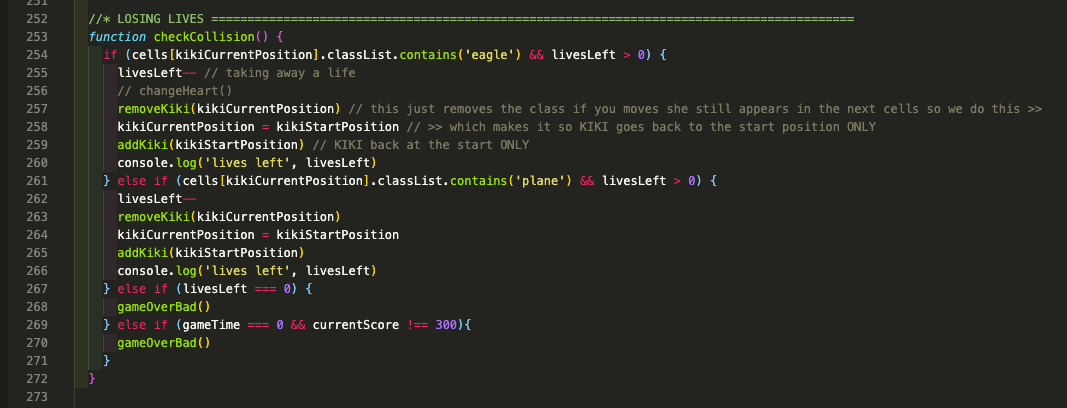 251
252 //* LOSING LIVES =========================================================================================
253 function checkCollision() {
254 if (cells[kikiCurrentPosition].classList.contains('eagle') && livesLeft > 0) {
255 livesLeft-- // taking away a life
256 // changeHeart()
257 removeKiki(kikiCurrentPosition) // this just removes the class if you moves she still appears in the next cells so we do this >>
258 kikiCurrentPosition = kikiStartPosition // >> which makes it so KIKI goes back to the start position ONLY
259 addKiki(kikiStartPosition) // KIKI back at the start ONLY
260 console.log('lives left', livesLeft)
261 } else if (cells[kikiCurrentPosition].classList.contains('plane') && livesLeft > 0) {
262 livesLeft--
263 removeKiki(kikiCurrentPosition)
264 kikiCurrentPosition = kikiStartPosition
265 addKiki(kikiStartPosition)
266 console.log('lives left', livesLeft)
267 } else if (livesLeft === 0) {
268 gameOverBad()
269 } else if (gameTime === 0 && currentScore !== 300){
270 gameOverBad()
271 }
272 }
273